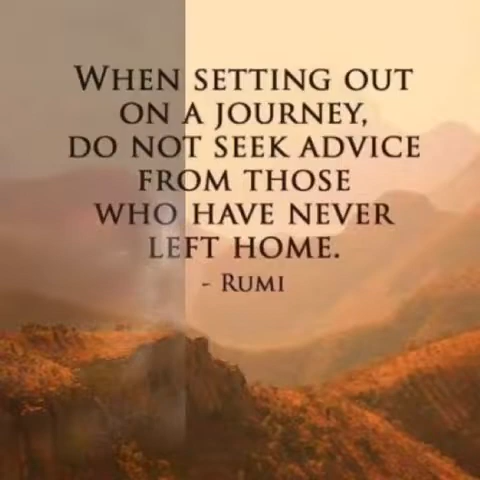 WHEN SETTING OUT
ON A JOURNEY,
DO NOT SEEK ADVICE
FROM THOSE
WHO HAVE NEVER
LEFT HOME.
- RUMI